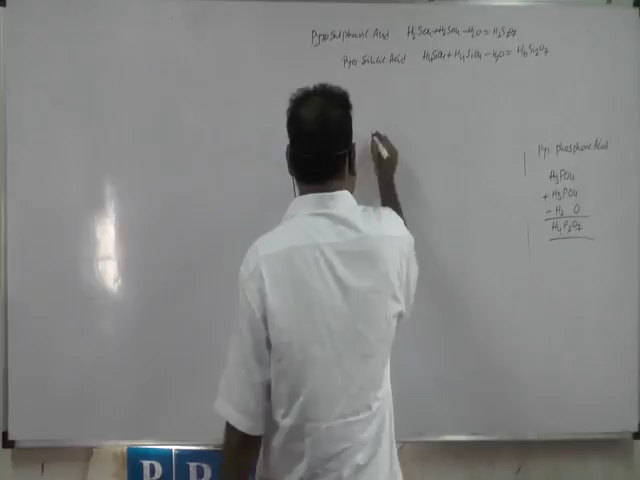 Pyro Sulphuric Acid H2SO4+H2SO4-H2O=H2S2O7
Pyro Silicic Acid H4SiO4+H4SiO4-H2O=H6Si2O7
Pyro Phosphoric Acid
H3PO4
+H3PO4
-H2 O
H4P2O7
P P